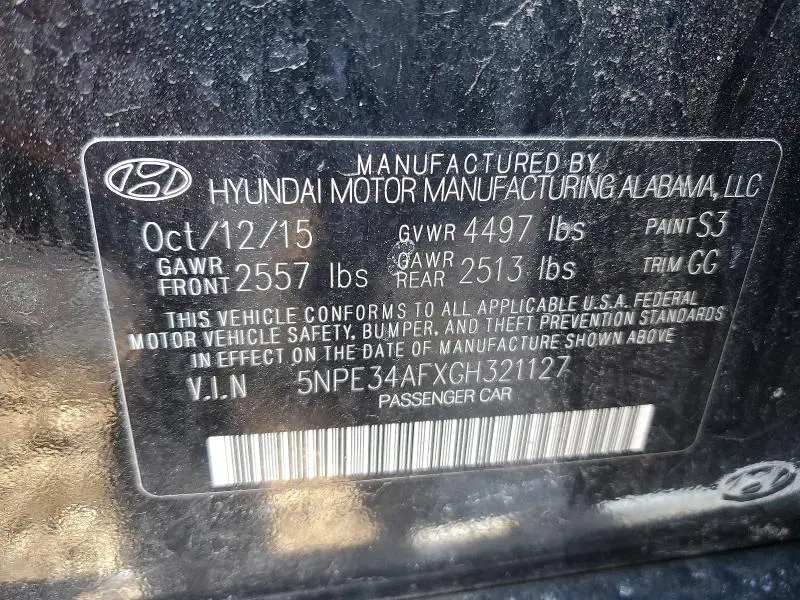 MANUFACTURED BY
HYUNDAI MOTOR MANUFACTURING ALABAMA, LLC
Oct/12/15 GVWR 4497 lbs PAINT S3
GAWR FRONT 2557 lbs GAWR REAR 2513 lbs TRIM GG
THIS VEHICLE CONFORMS TO ALL APPLICABLE U.S.A. FEDERAL
MOTOR VEHICLE SAFETY, BUMPER, AND THEFT PREVENTION STANDARDS
IN EFFECT ON THE DATE OF MANUFACTURE SHOWN ABOVE
V.I.N 5NPE34AFXGH321127
PASSENGER CAR